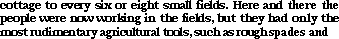 cottage to every six or eight small fields. Here and there the
people were now working in the fields, but they had only the
most rudimentary agricultural tools, such as rough spades and